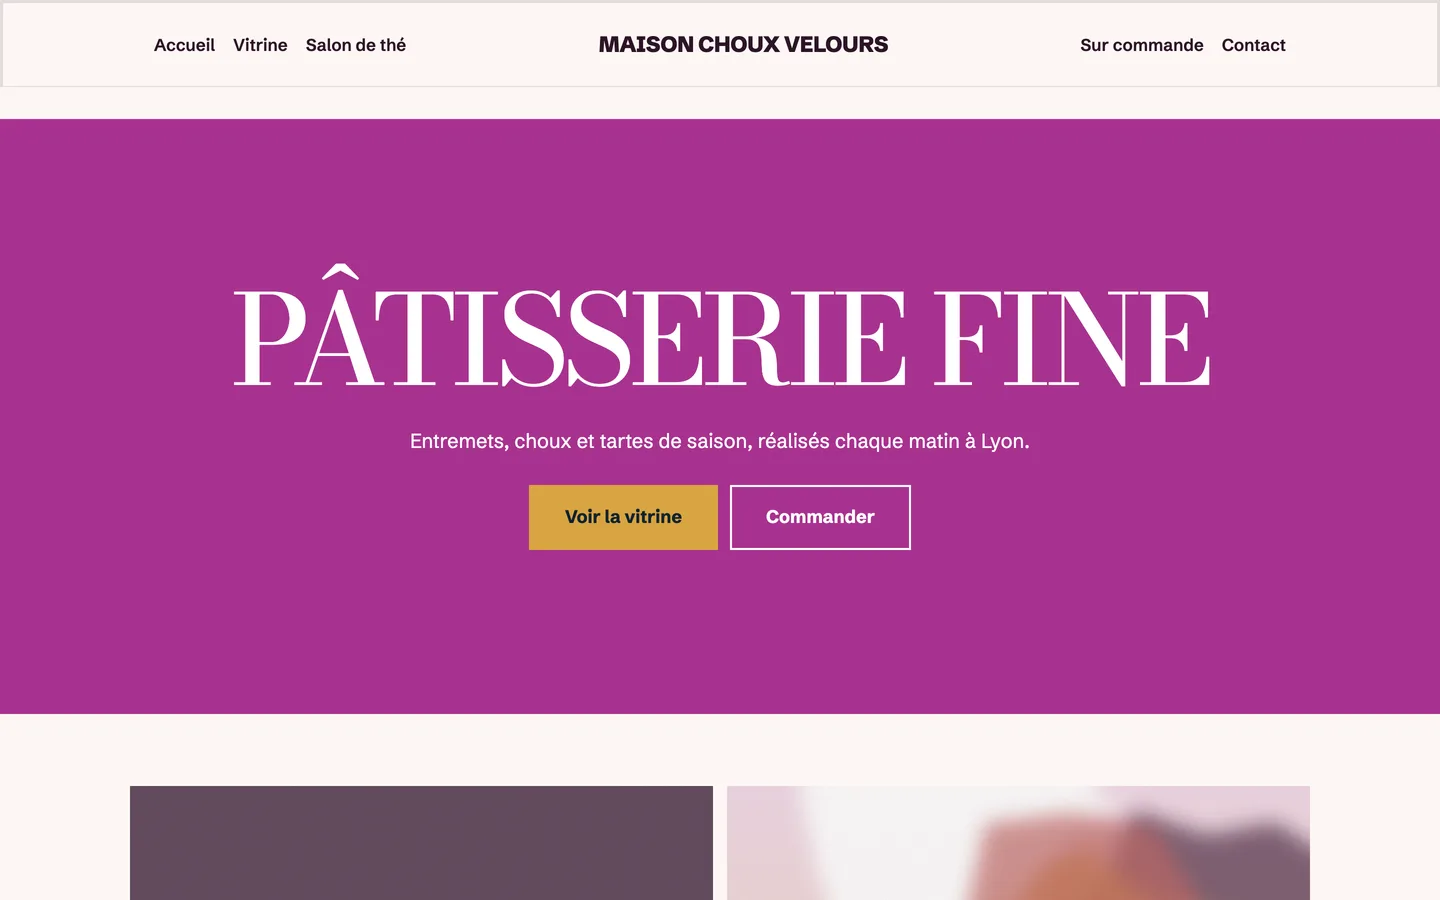 Accueil Vitrine Salon de thé MAISON CHOUX VELOURS Sur commande Contact
PÂTISSERIE FINE
Entremets, choux et tartes de saison, réalisés chaque matin à Lyon.
Voir la vitrine Commander